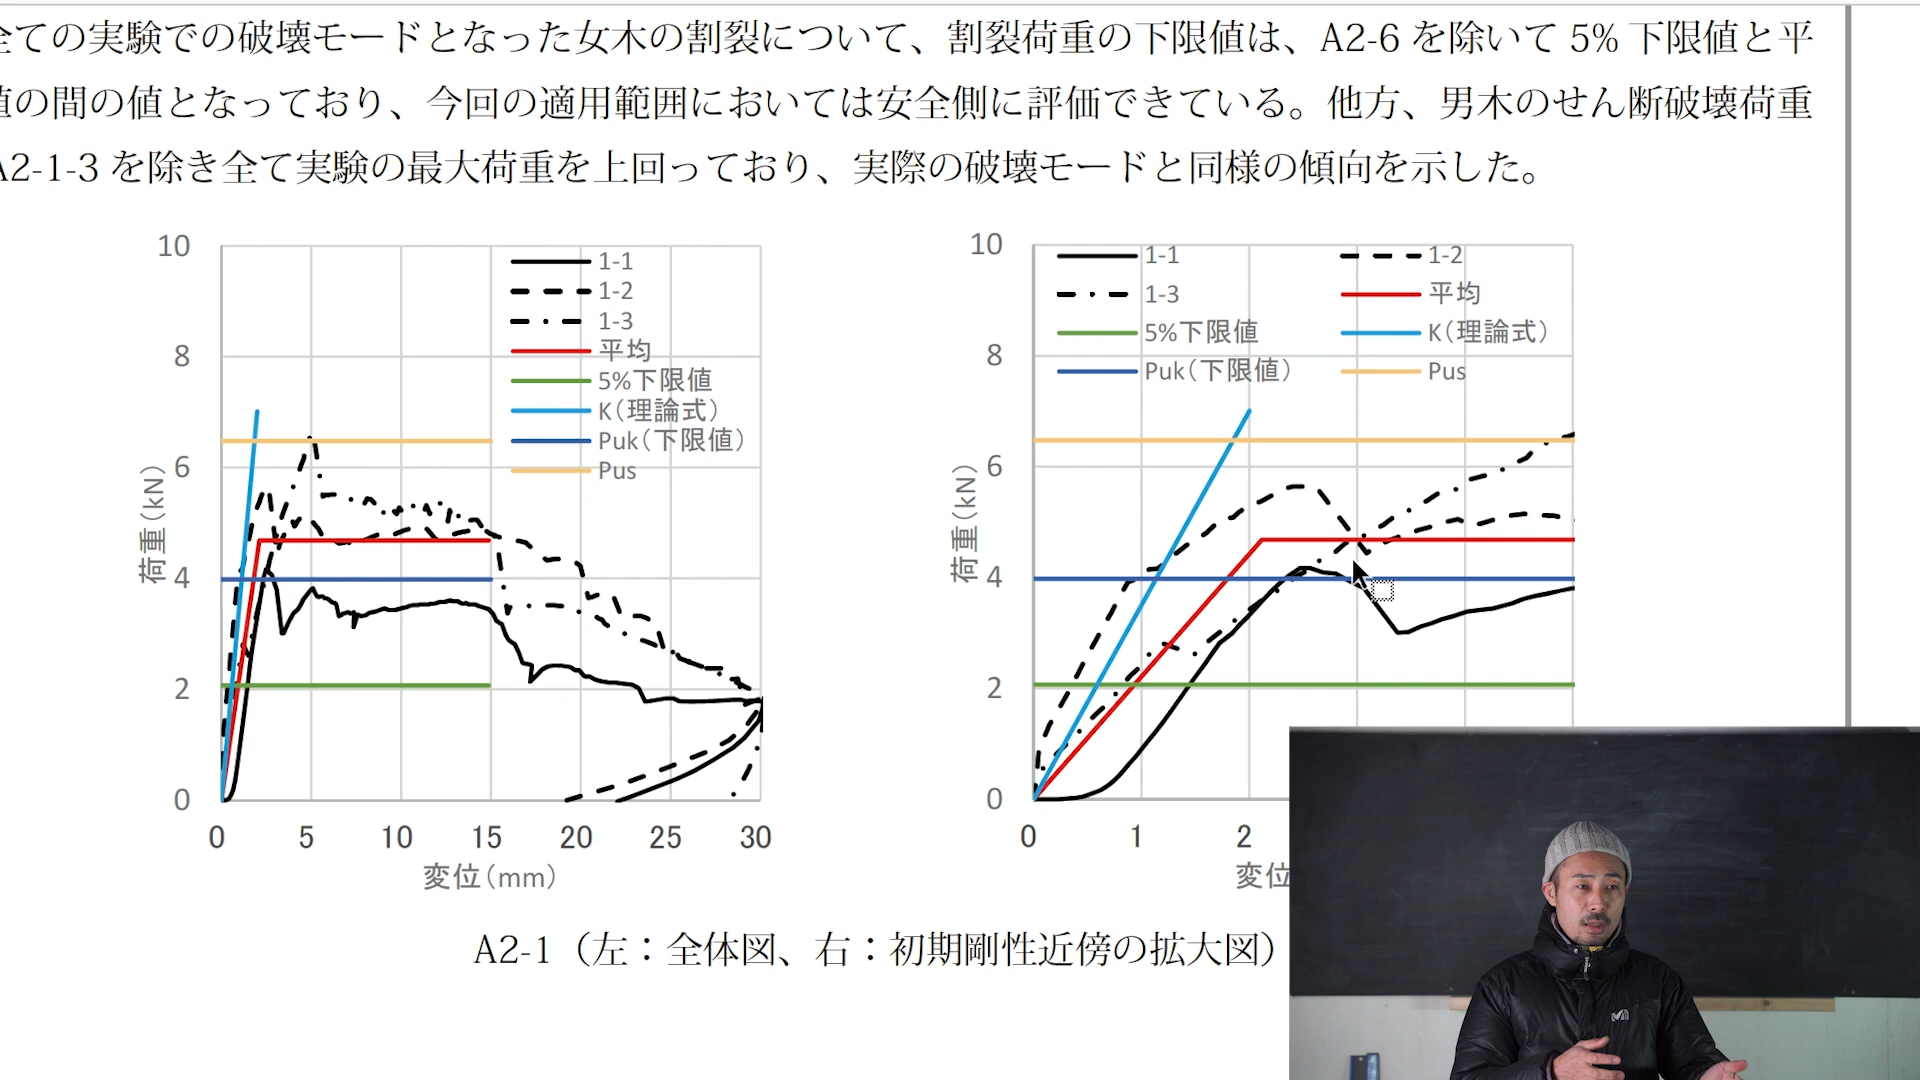 全ての実験での破壊モードとなった女木の割裂について、割裂荷重の下限値は、A2-6 を除いて 5% 下限値と平
値の間の値となっており、今回の適用範囲においては安全側に評価できている。他方、男木のせん断破壊荷重
A2-1-3 を除き全て実験の最大荷重を上回っており、実際の破壊モードと同様の傾向を示した。
10
8
6
4
2
0
荷重(kN)
0 5 10 15 20 25 30
変位(mm)
1-1
1-2
1-3
平均
5%下限値
K(理論式)
Puk(下限値)
Pus
10
8
6
4
2
0
荷重(kN)
0 1 2
変位
1-1 1-2
1-3 平均
5%下限値 K(理論式)
Puk(下限値) Pus
A2-1(左:全体図、右:初期剛性近傍の拡大図)